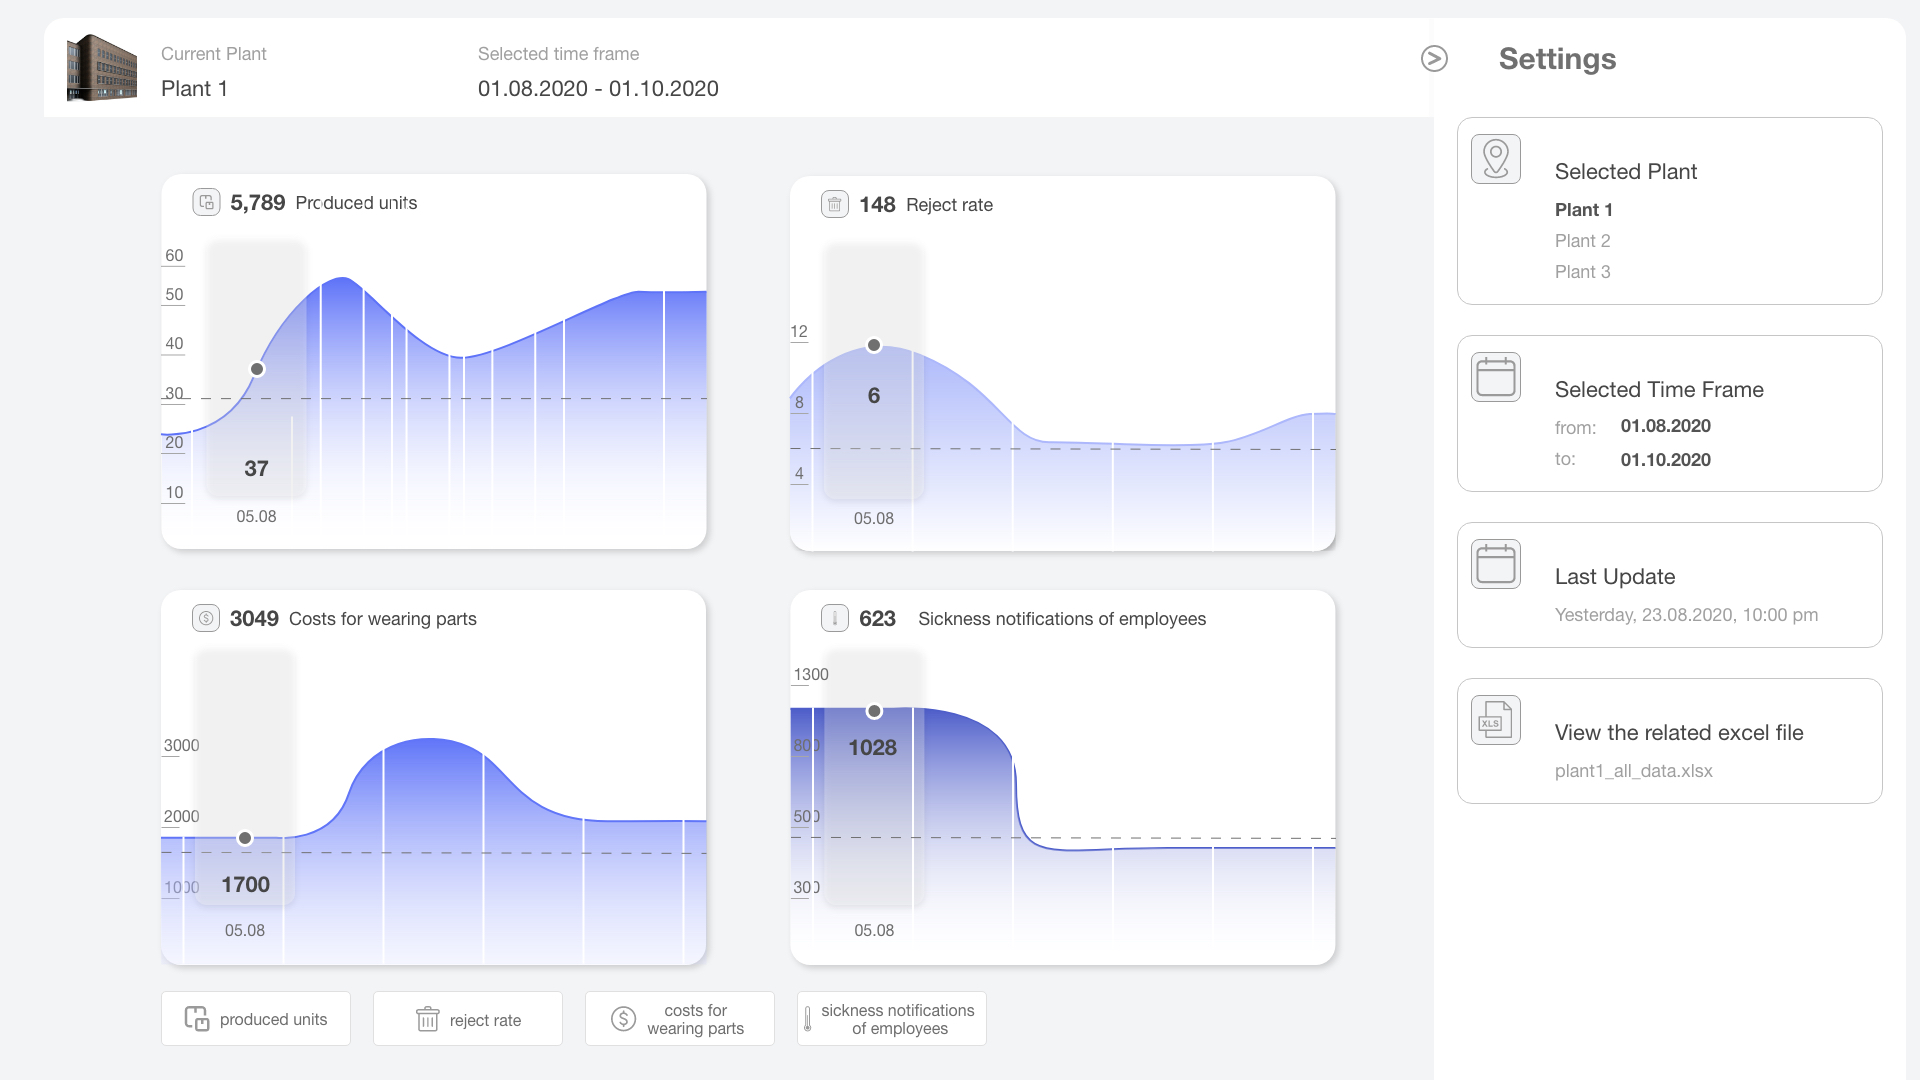 Current Plant
Plant 1
Selected time frame
01.08.2020 - 01.10.2020
Settings
5,789 Produced units
60
50
40
30
20
10
37
05.08
148 Reject rate
12
8
4
6
05.08
3049 Costs for wearing parts
3000
2000
1000
1700
05.08
623 Sickness notifications of employees
1300
800
500
300
1028
05.08
produced units
reject rate
costs for
wearing parts
sickness notifications
of employees
Selected Plant
Plant 1
Plant 2
Plant 3
Selected Time Frame
from: 01.08.2020
to: 01.10.2020
Last Update
Yesterday, 23.08.2020, 10:00 pm
XLS
View the related excel file
plant1_all_data.xlsx